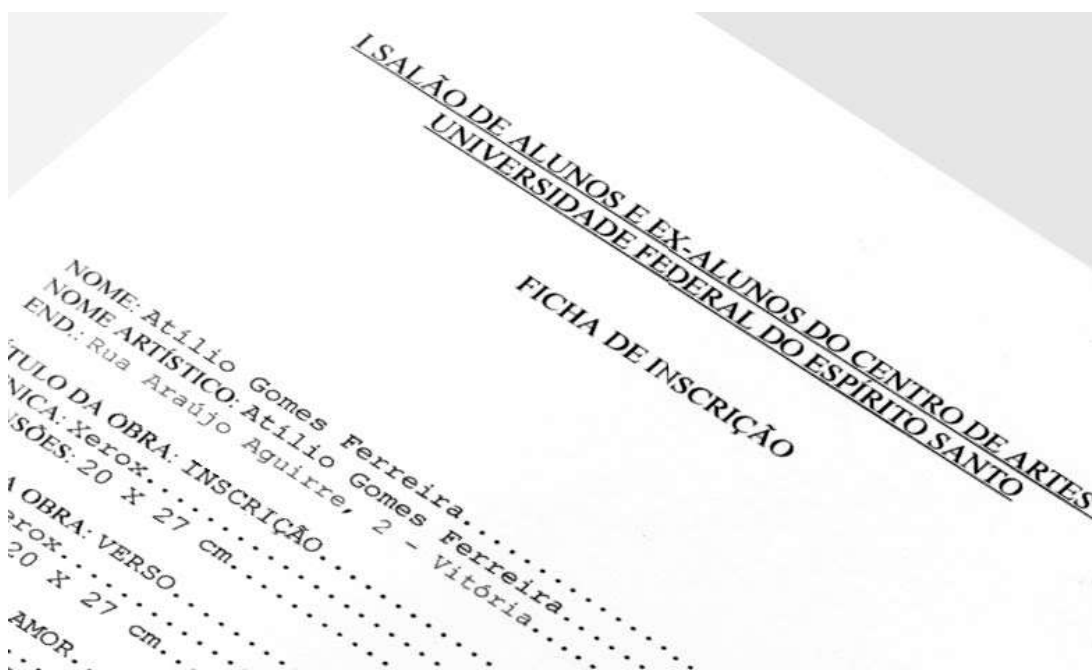 I SALÃO DE ALUNOS E EX-ALUNOS DO CENTRO DE ARTES
UNIVERSIDADE FEDERAL DO ESPÍRITO SANTO
FICHA DE INSCRIÇÃO
NOME: Atílio Gomes Ferreira..........
NOME ARTÍSTICO: Atílio Gomes Ferreira.......
END.: Rua Araújo Aguirre, 2 - Vitória......
TULO DA OBRA: INSCRIÇÃO..........
NICA: Xerox....................
SÕES: 20 X 27 cm...............
A OBRA: VERSO...............
rox....................
20 X 27 cm...............
AMOR..........